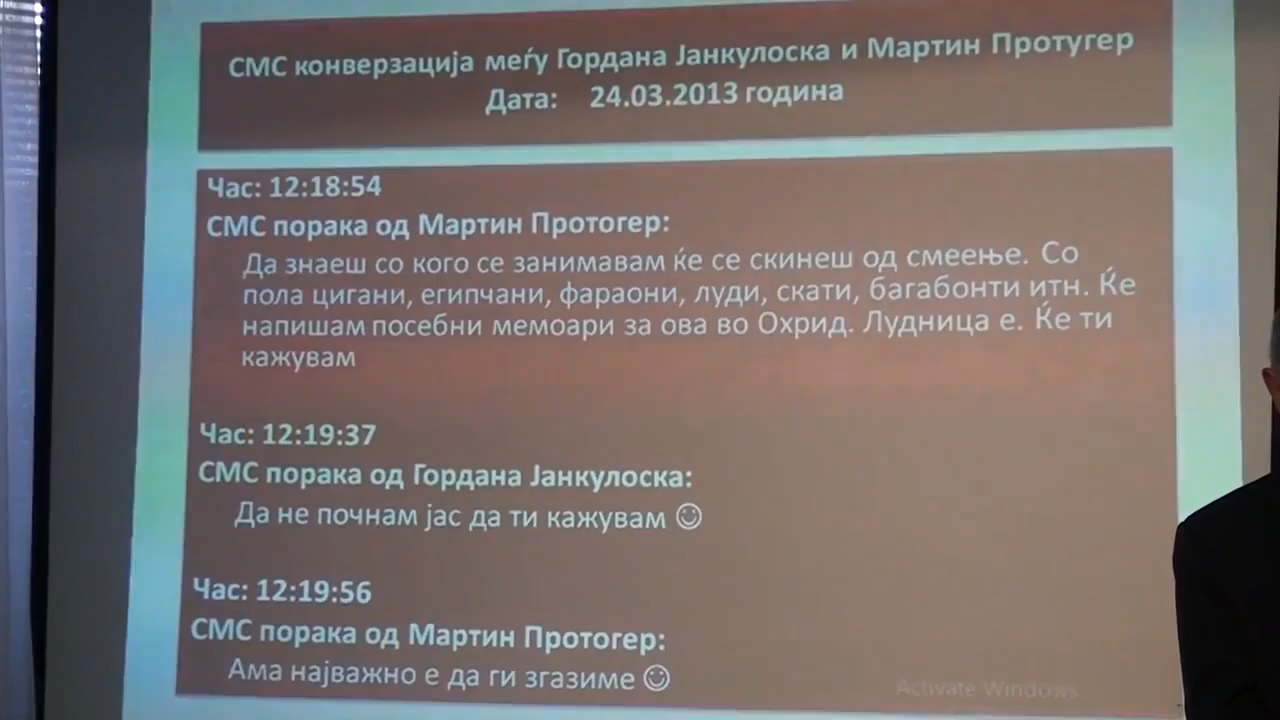 СМС конверзација меѓу Гордана Јанкулоска и Мартин Протугер
Дата: 24.03.2013 година
Час: 12:18:54
СМС порака од Мартин Протогер:
Да знаеш со кого се занимавам ќе се скинеш од смеење. Со
пола цигани, египчани, фараони, луди, скати, багабонти итн. Ќе
напишам посебни мемоари за ова во Охрид. Лудница е. Ќе ти
кажувам
Час: 12:19:37
СМС порака од Гордана Јанкулоска:
Да не почнам јас да ти кажувам ☺
Час: 12:19:56
СМС порака од Мартин Протогер:
Ама најважно е да ги згазиме ☺
Activate Windows